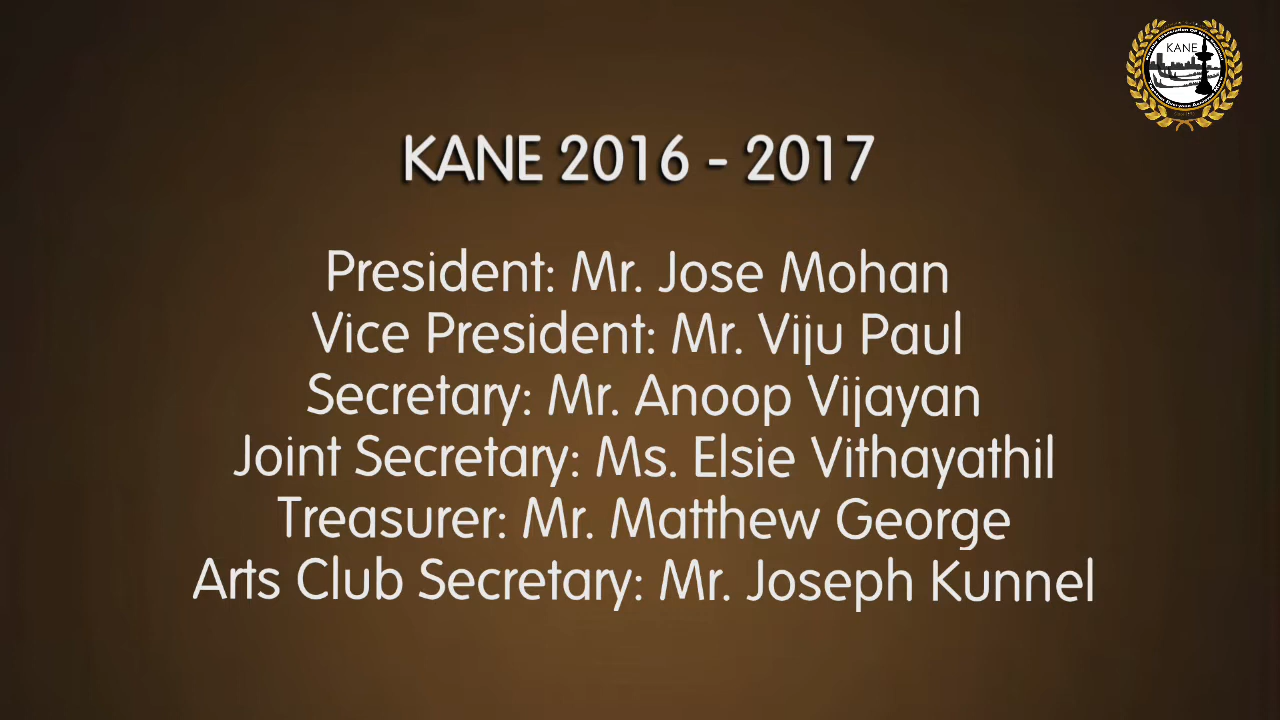 KANE
KANE 2016 - 2017
President: Mr. Jose Mohan
Vice President: Mr. Viju Paul
Secretary: Mr. Anoop Vijayan
Joint Secretary: Ms. Elsie Vithayathil
Treasurer: Mr. Matthew George
Arts Club Secretary: Mr. Joseph Kunnel